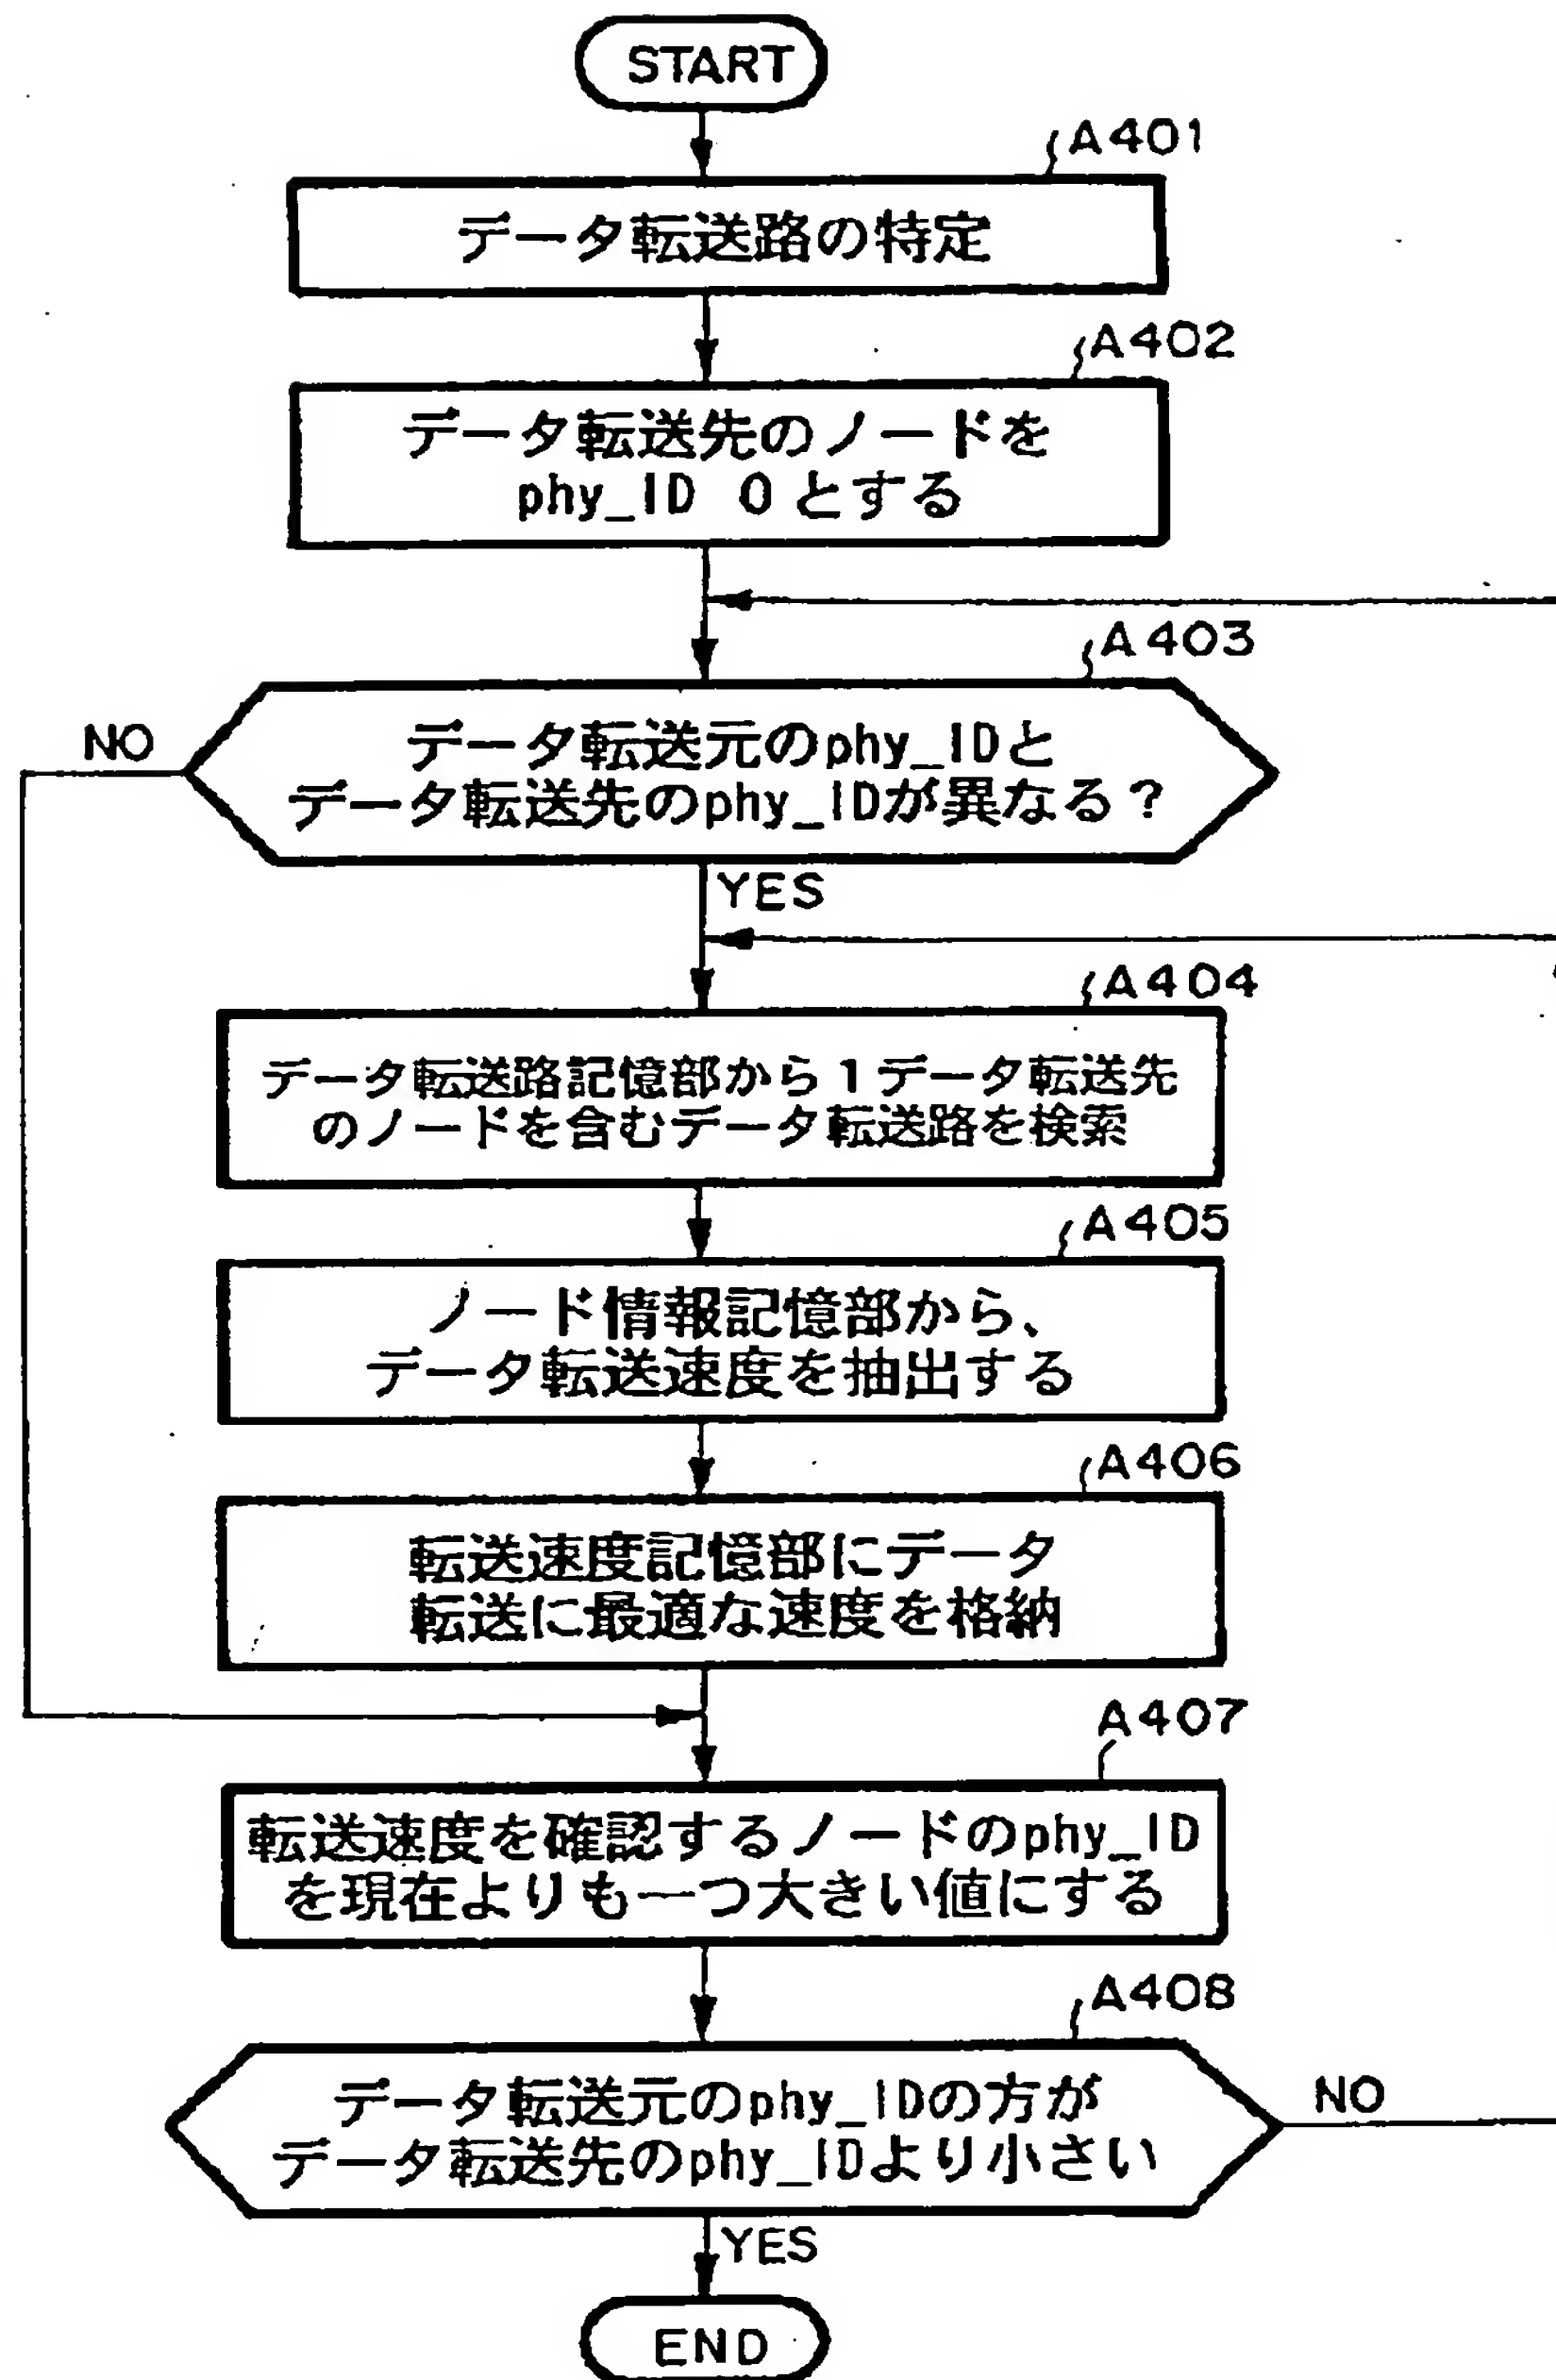 START
A401
データ転送路の特定
A402
データ転送先のノードを
phy_ID 0とする
A403
NO
データ転送元のphy_IDと
データ転送先のphy_IDが異なる?
YES
A404
データ転送路記憶部から1データ転送先
のノードを含むデータ転送路を検索
A405
ノード情報記憶部から、
データ転送速度を抽出する
A406
転送速度記憶部にデータ
転送に最適な速度を格納
A407
転送速度を確認するノードのphy_ID
を現在よりも一つ大きい値にする
A408
データ転送元のphy_IDの方が
データ転送先のphy_IDより小さい
NO
YES
END